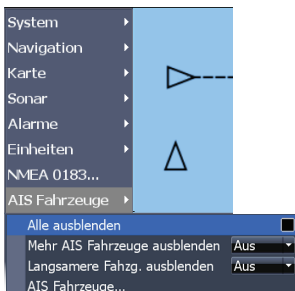 System
Navigation
Karte
Sonar
Alarme
Einheiten
NMEA 0183...
AIS Fahrzeuge
Alle ausblenden
Mehr AIS Fahrzeuge ausblenden Aus
Langsamere Fahzg. ausblenden Aus
AIS Fahrzeuge...